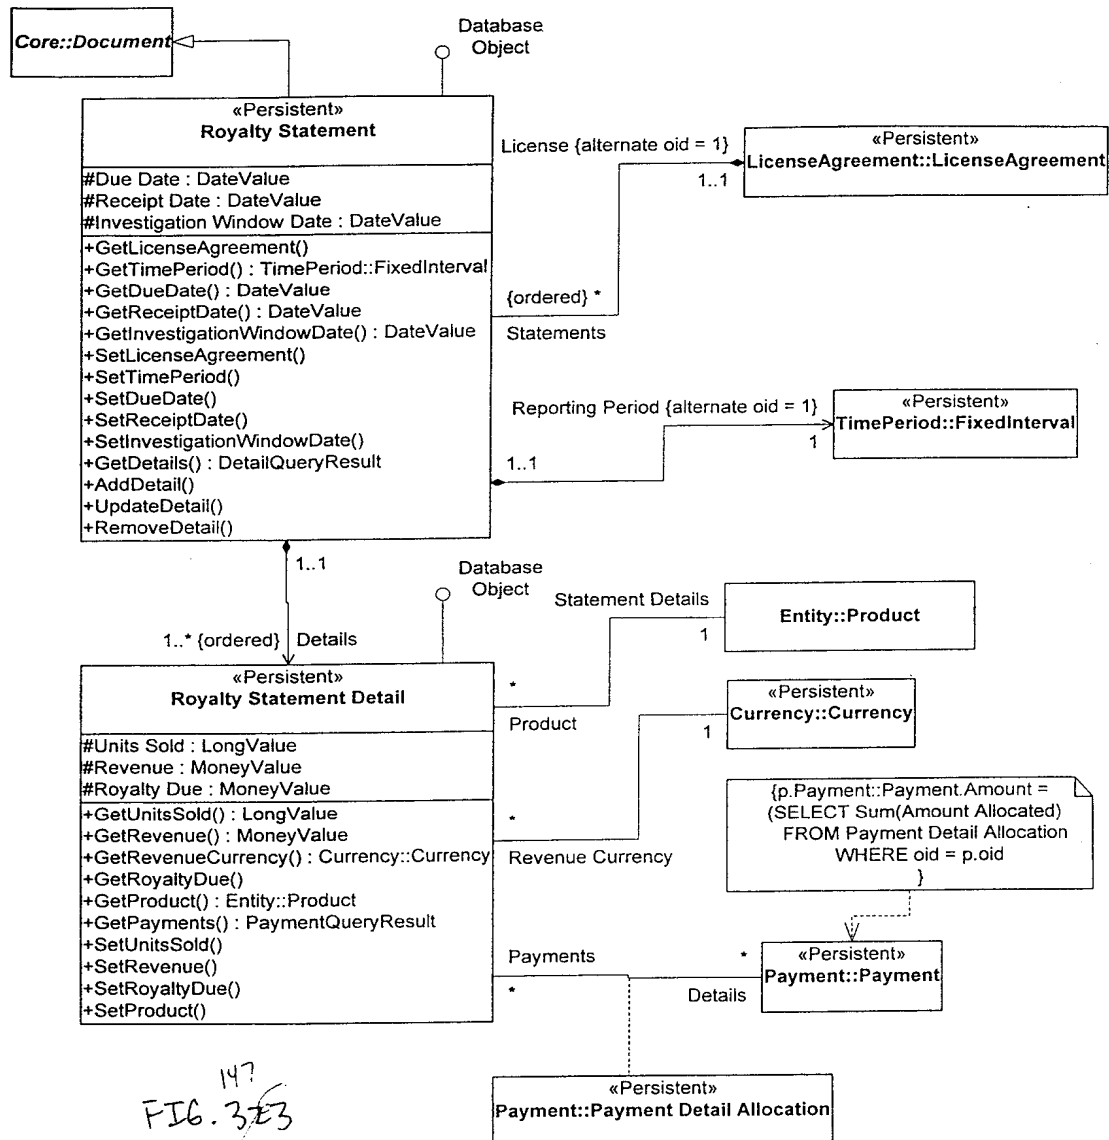 Core::Document
Database
Object
«Persistent»
Royalty Statement
#Due Date : DateValue
#Receipt Date : DateValue
#Investigation Window Date : DateValue
+GetLicenseAgreement()
+GetTimePeriod() : TimePeriod::FixedInterval
+GetDueDate() : DateValue
+GetReceiptDate() : DateValue
+GetInvestigationWindowDate() : DateValue
+SetLicenseAgreement()
+SetTimePeriod()
+SetDueDate()
+SetReceiptDate()
+SetInvestigationWindowDate()
+GetDetails() : DetailQueryResult
+AddDetail()
+UpdateDetail()
+RemoveDetail()
License {alternate oid = 1}
1..1
«Persistent»
LicenseAgreement::LicenseAgreement
{ordered} *
Statements
Reporting Period {alternate oid = 1}
1
1..1
«Persistent»
TimePeriod::FixedInterval
1..1
1..* {ordered} Details
Database
Object
«Persistent»
Royalty Statement Detail
#Units Sold : LongValue
#Revenue : MoneyValue
#Royalty Due : MoneyValue
+GetUnitsSold() : LongValue
+GetRevenue() : MoneyValue
+GetRevenueCurrency() : Currency::Currency
+GetRoyaltyDue()
+GetProduct() : Entity::Product
+GetPayments() : PaymentQueryResult
+SetUnitsSold()
+SetRevenue()
+SetRoyaltyDue()
+SetProduct()
Statement Details
1
Entity::Product
*
Product
«Persistent»
Currency::Currency
1
*
Revenue Currency
{p.Payment::Payment.Amount =
(SELECT Sum(Amount Allocated)
FROM Payment Detail Allocation
WHERE oid = p.oid
}
Payments
*
*
Details
«Persistent»
Payment::Payment
«Persistent»
Payment::Payment Detail Allocation
147
FIG.